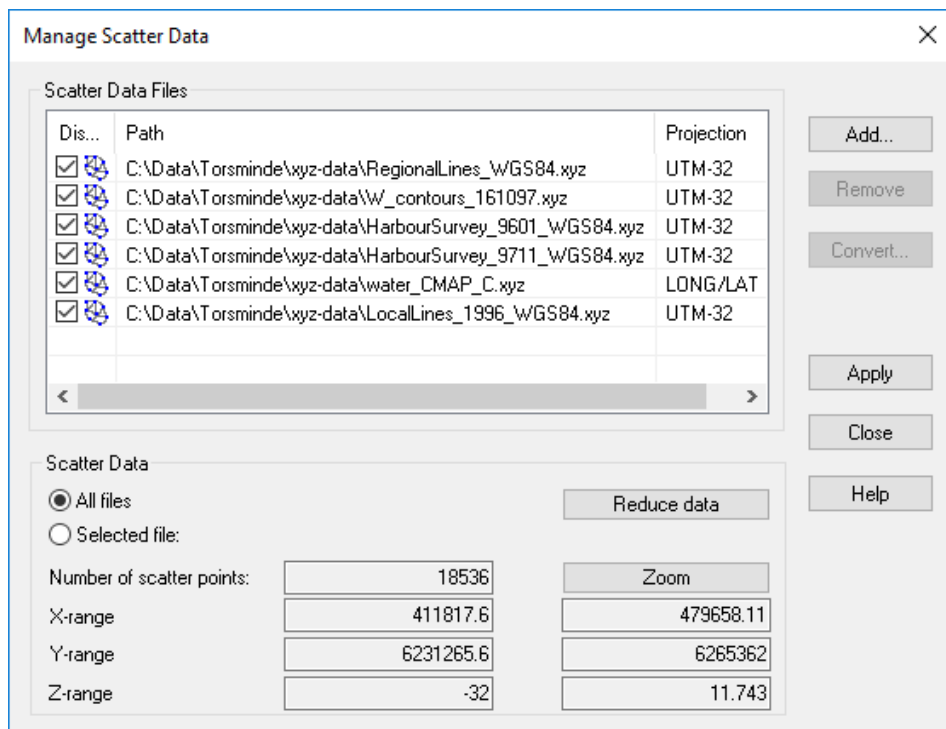 Manage Scatter Data
Scatter Data Files
Dis... Path Projection
C:\Data\Torsminde\xyz-data\RegionalLines_WGS84.xyz UTM-32
C:\Data\Torsminde\xyz-data\W_contours_161097.xyz UTM-32
C:\Data\Torsminde\xyz-data\HarbourSurvey_9601_WGS84.xyz UTM-32
C:\Data\Torsminde\xyz-data\HarbourSurvey_9711_WGS84.xyz UTM-32
C:\Data\Torsminde\xyz-data\water_CMAP_C.xyz LONG/LAT
C:\Data\Torsminde\xyz-data\LocalLines_1996_WGS84.xyz UTM-32
Add...
Remove
Convert...
Apply
Close
Help
Scatter Data
All files
Reduce data
Selected file:
Number of scatter points: 18536 Zoom
X-range 411817.6 479658.11
Y-range 6231265.6 6265362
Z-range -32 11.743